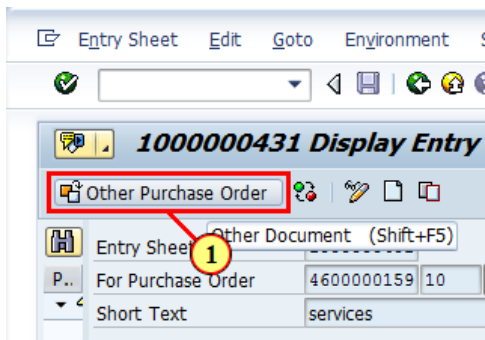 Entry Sheet Edit Goto Environment
1000000431 Display Entry
Other Purchase Order
Other Document (Shift+F5)
1
Entry Sheet
P.. For Purchase Order 4600000159 10
Short Text services